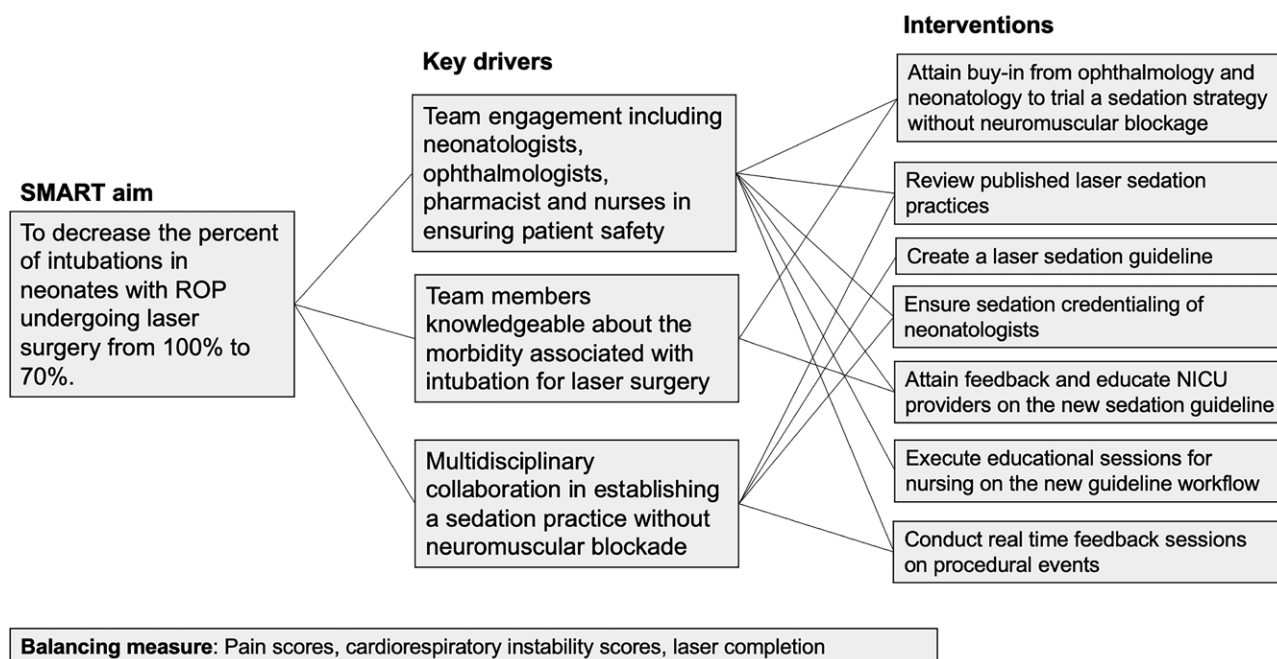 SMART aim
To decrease the percent
of intubations in
neonates with ROP
undergoing laser
surgery from 100% to
70%.
Key drivers
Team engagement including
neonatologists,
ophthalmologists,
pharmacist and nurses in
ensuring patient safety
Team members
knowledgeable about the
morbidity associated with
intubation for laser surgery
Multidisciplinary
collaboration in establishing
a sedation practice without
neuromuscular blockade
Interventions
Attain buy-in from ophthalmology and
neonatology to trial a sedation strategy
without neuromuscular blockage
Review published laser sedation
practices
Create a laser sedation guideline
Ensure sedation credentialing of
neonatologists
Attain feedback and educate NICU
providers on the new sedation guideline
Execute educational sessions for
nursing on the new guideline workflow
Conduct real time feedback sessions
on procedural events
Balancing measure: Pain scores, cardiorespiratory instability scores, laser completion